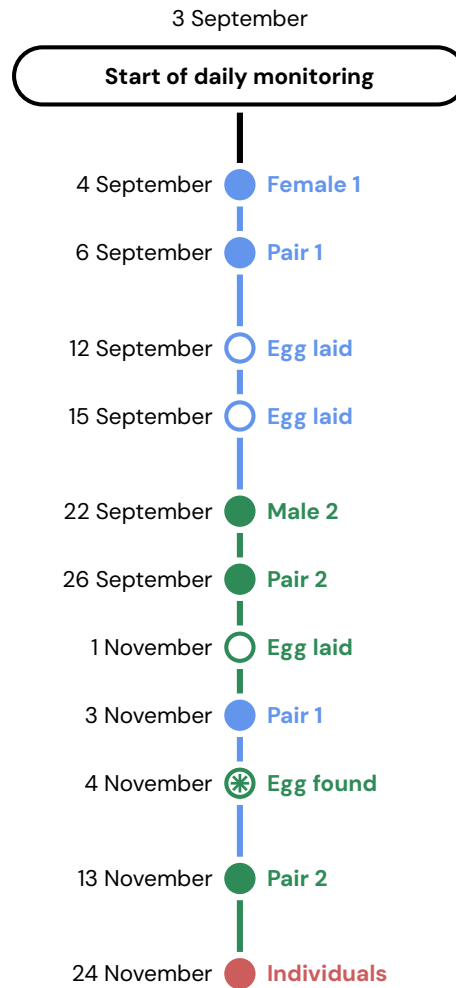 3 September
Start of daily monitoring
4 September Female 1
6 September Pair 1
12 September Egg laid
15 September Egg laid
22 September Male 2
26 September Pair 2
1 November Egg laid
3 November Pair 1
4 November Egg found
13 November Pair 2
24 November Individuals